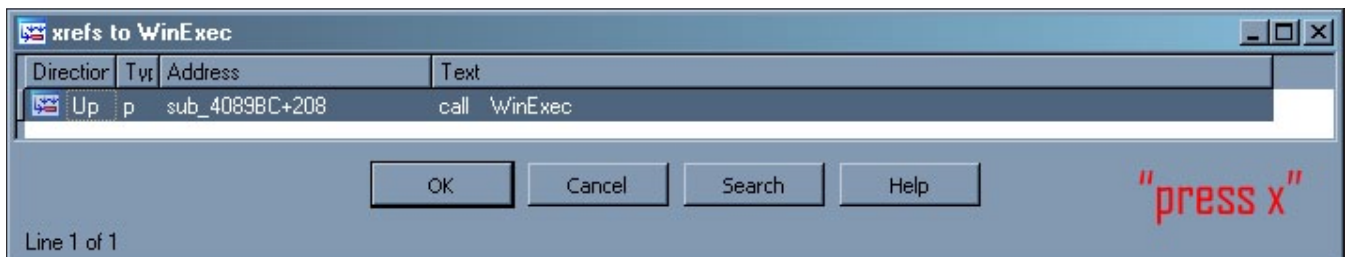 xrefs to WinExec
Direction Typ Address Text
Up p sub_4089BC+208 call WinExec
OK Cancel Search Help
"press x"
Line 1 of 1